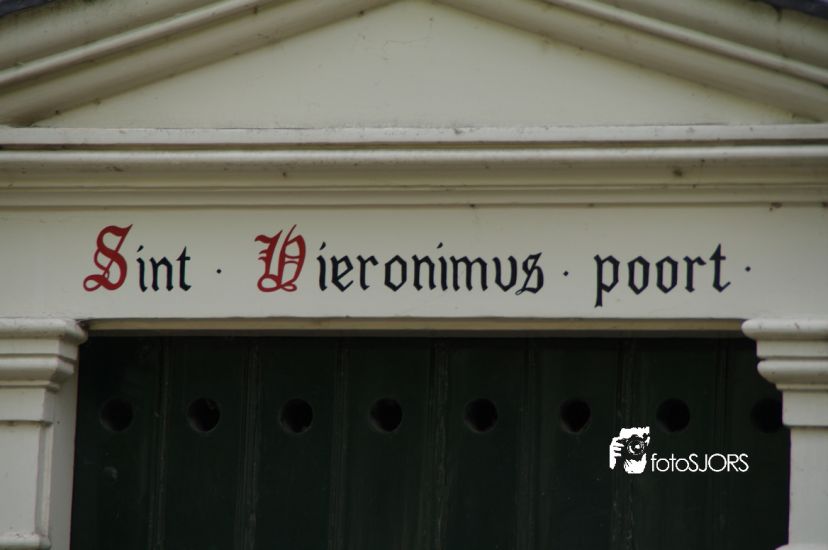 Sint · Hieronimus · poort ·
fotoSJORS